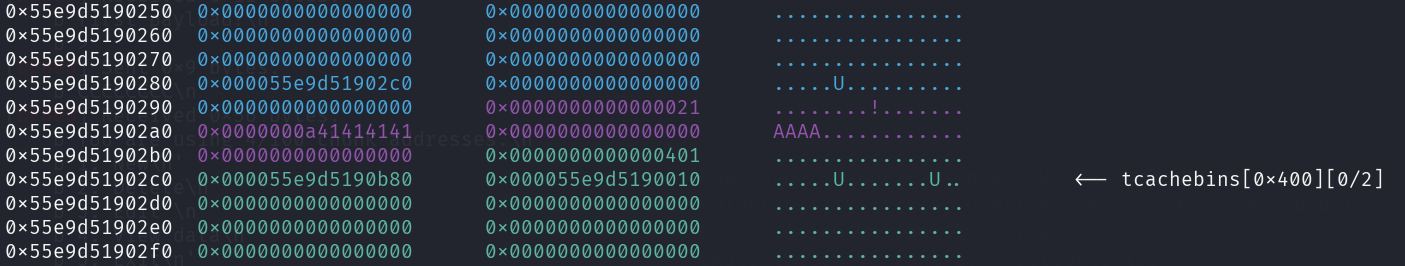 0x55e9d5190250 0x0000000000000000 0x0000000000000000 ................
0x55e9d5190260 0x0000000000000000 0x0000000000000000 ................
0x55e9d5190270 0x0000000000000000 0x0000000000000000 ................
0x55e9d5190280 0x000055e9d51902c0 0x0000000000000000 .....U..........
0x55e9d5190290 0x0000000000000000 0x0000000000000021 ........!.......
0x55e9d51902a0 0x0000000a41414141 0x0000000000000000 AAAA............
0x55e9d51902b0 0x0000000000000000 0x0000000000000401 ................
0x55e9d51902c0 0x000055e9d5190b80 0x000055e9d5190010 .....U.......U.. <-- tcachebins[0x400][0/2]
0x55e9d51902d0 0x0000000000000000 0x0000000000000000 ................
0x55e9d51902e0 0x0000000000000000 0x0000000000000000 ................
0x55e9d51902f0 0x0000000000000000 0x0000000000000000 ................